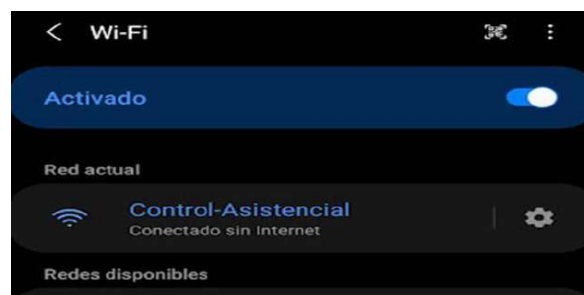 Wi-Fi
Activado
Red actual
Control-Asistencial
Conectado sin Internet
Redes disponibles